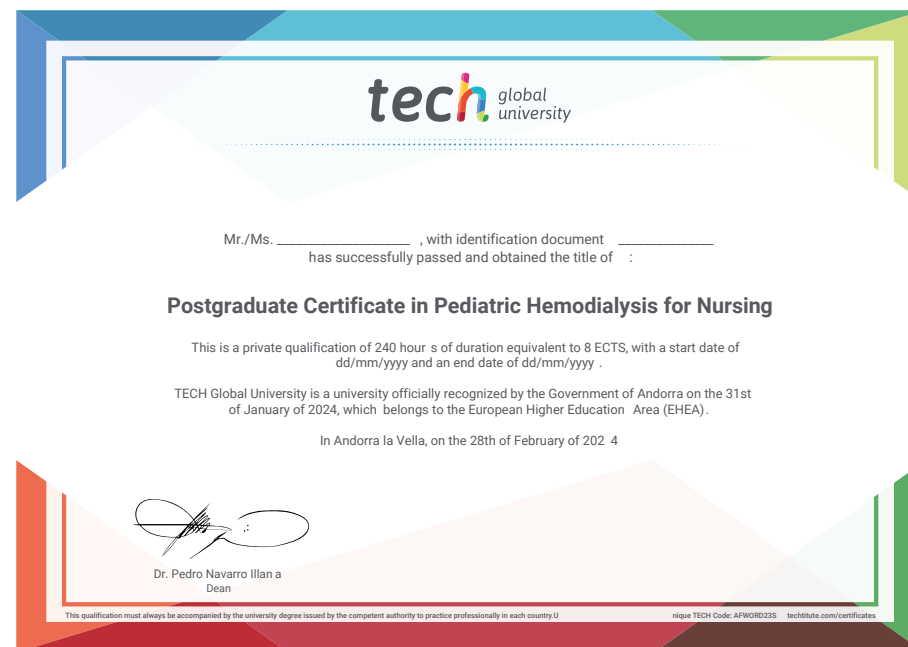 tech global university
Mr./Ms. _____________________ , with identification document _______________
has successfully passed and obtained the title of :
Postgraduate Certificate in Pediatric Hemodialysis for Nursing
This is a private qualification of 240 hour s of duration equivalent to 8 ECTS, with a start date of
dd/mm/yyyy and an end date of dd/mm/yyyy .
TECH Global University is a university officially recognized by the Government of Andorra on the 31st
of January of 2024, which belongs to the European Higher Education Area (EHEA).
In Andorra la Vella, on the 28th of February of 202 4
Dr. Pedro Navarro Illan a
Dean
This qualification must always be accompanied by the university degree issued by the competent authority to practice professionally in each country.U nique TECH Code: AFWORD23S techtitute.com/certificates